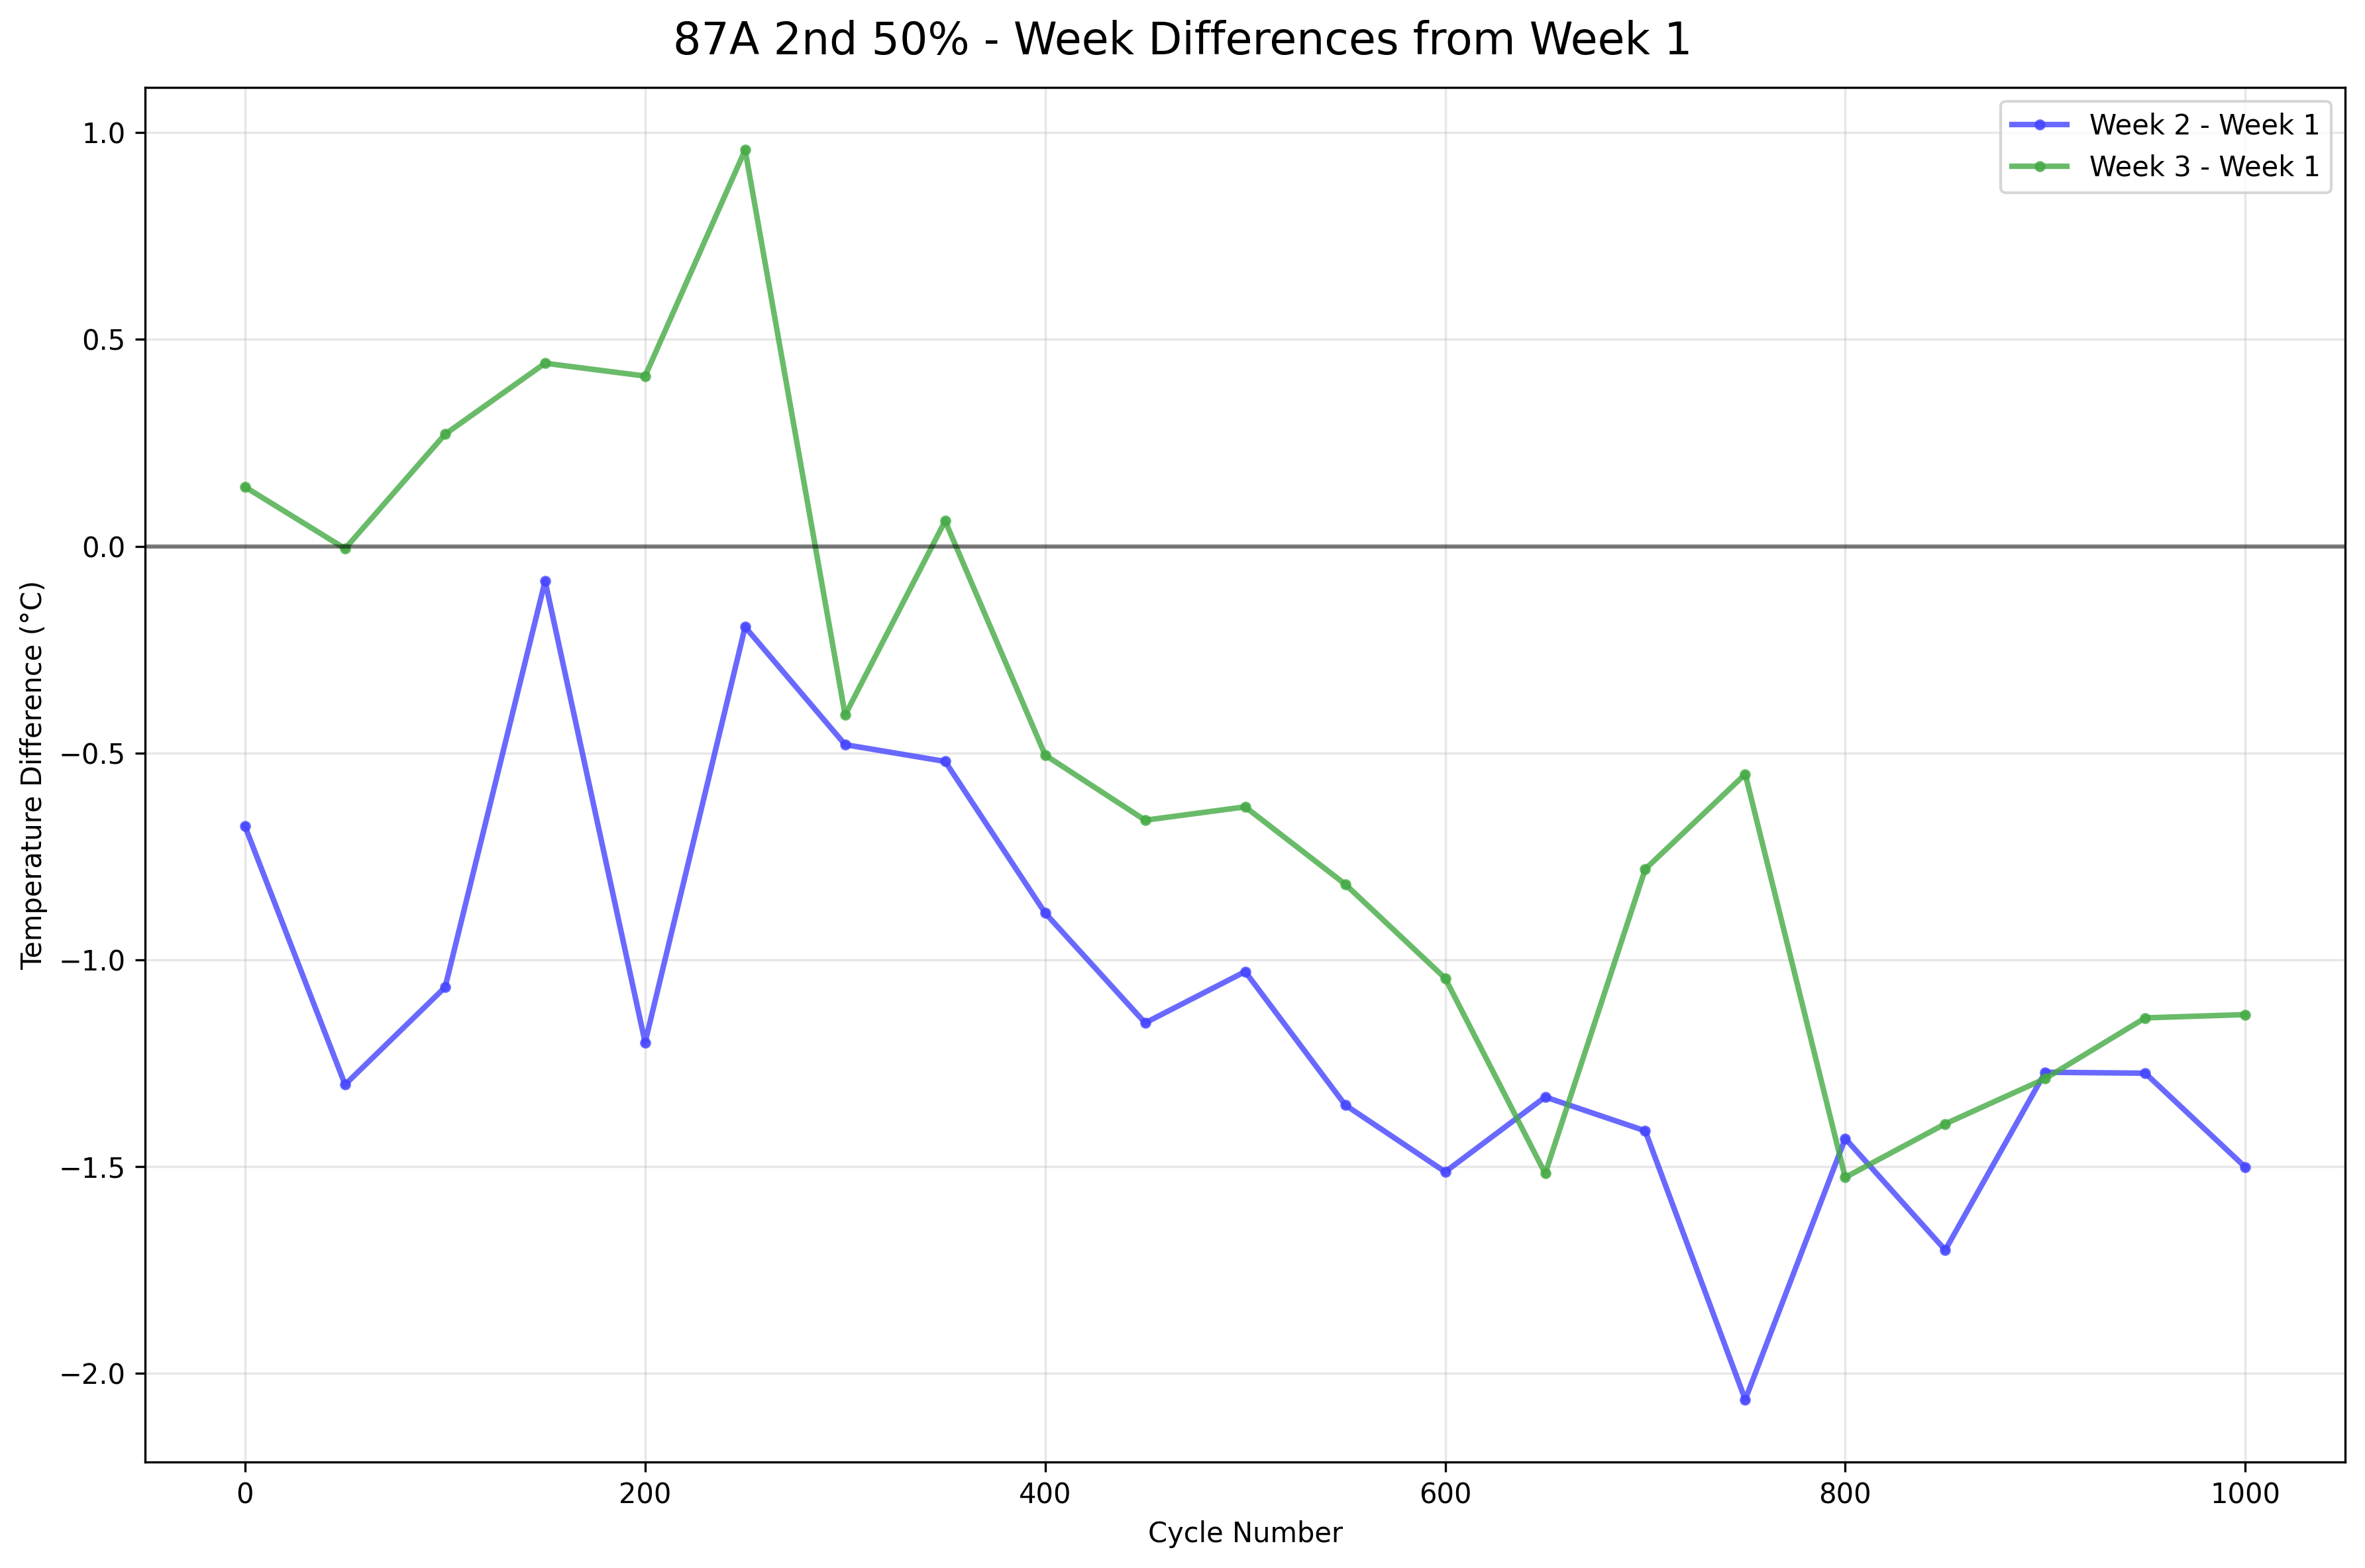 87A 2nd 50% - Week Differences from Week 1
Week 2 - Week 1
Week 3 - Week 1
Temperature Difference (°C)
1.0
0.5
0.0
−0.5
−1.0
−1.5
−2.0
0
200
400
600
800
1000
Cycle Number